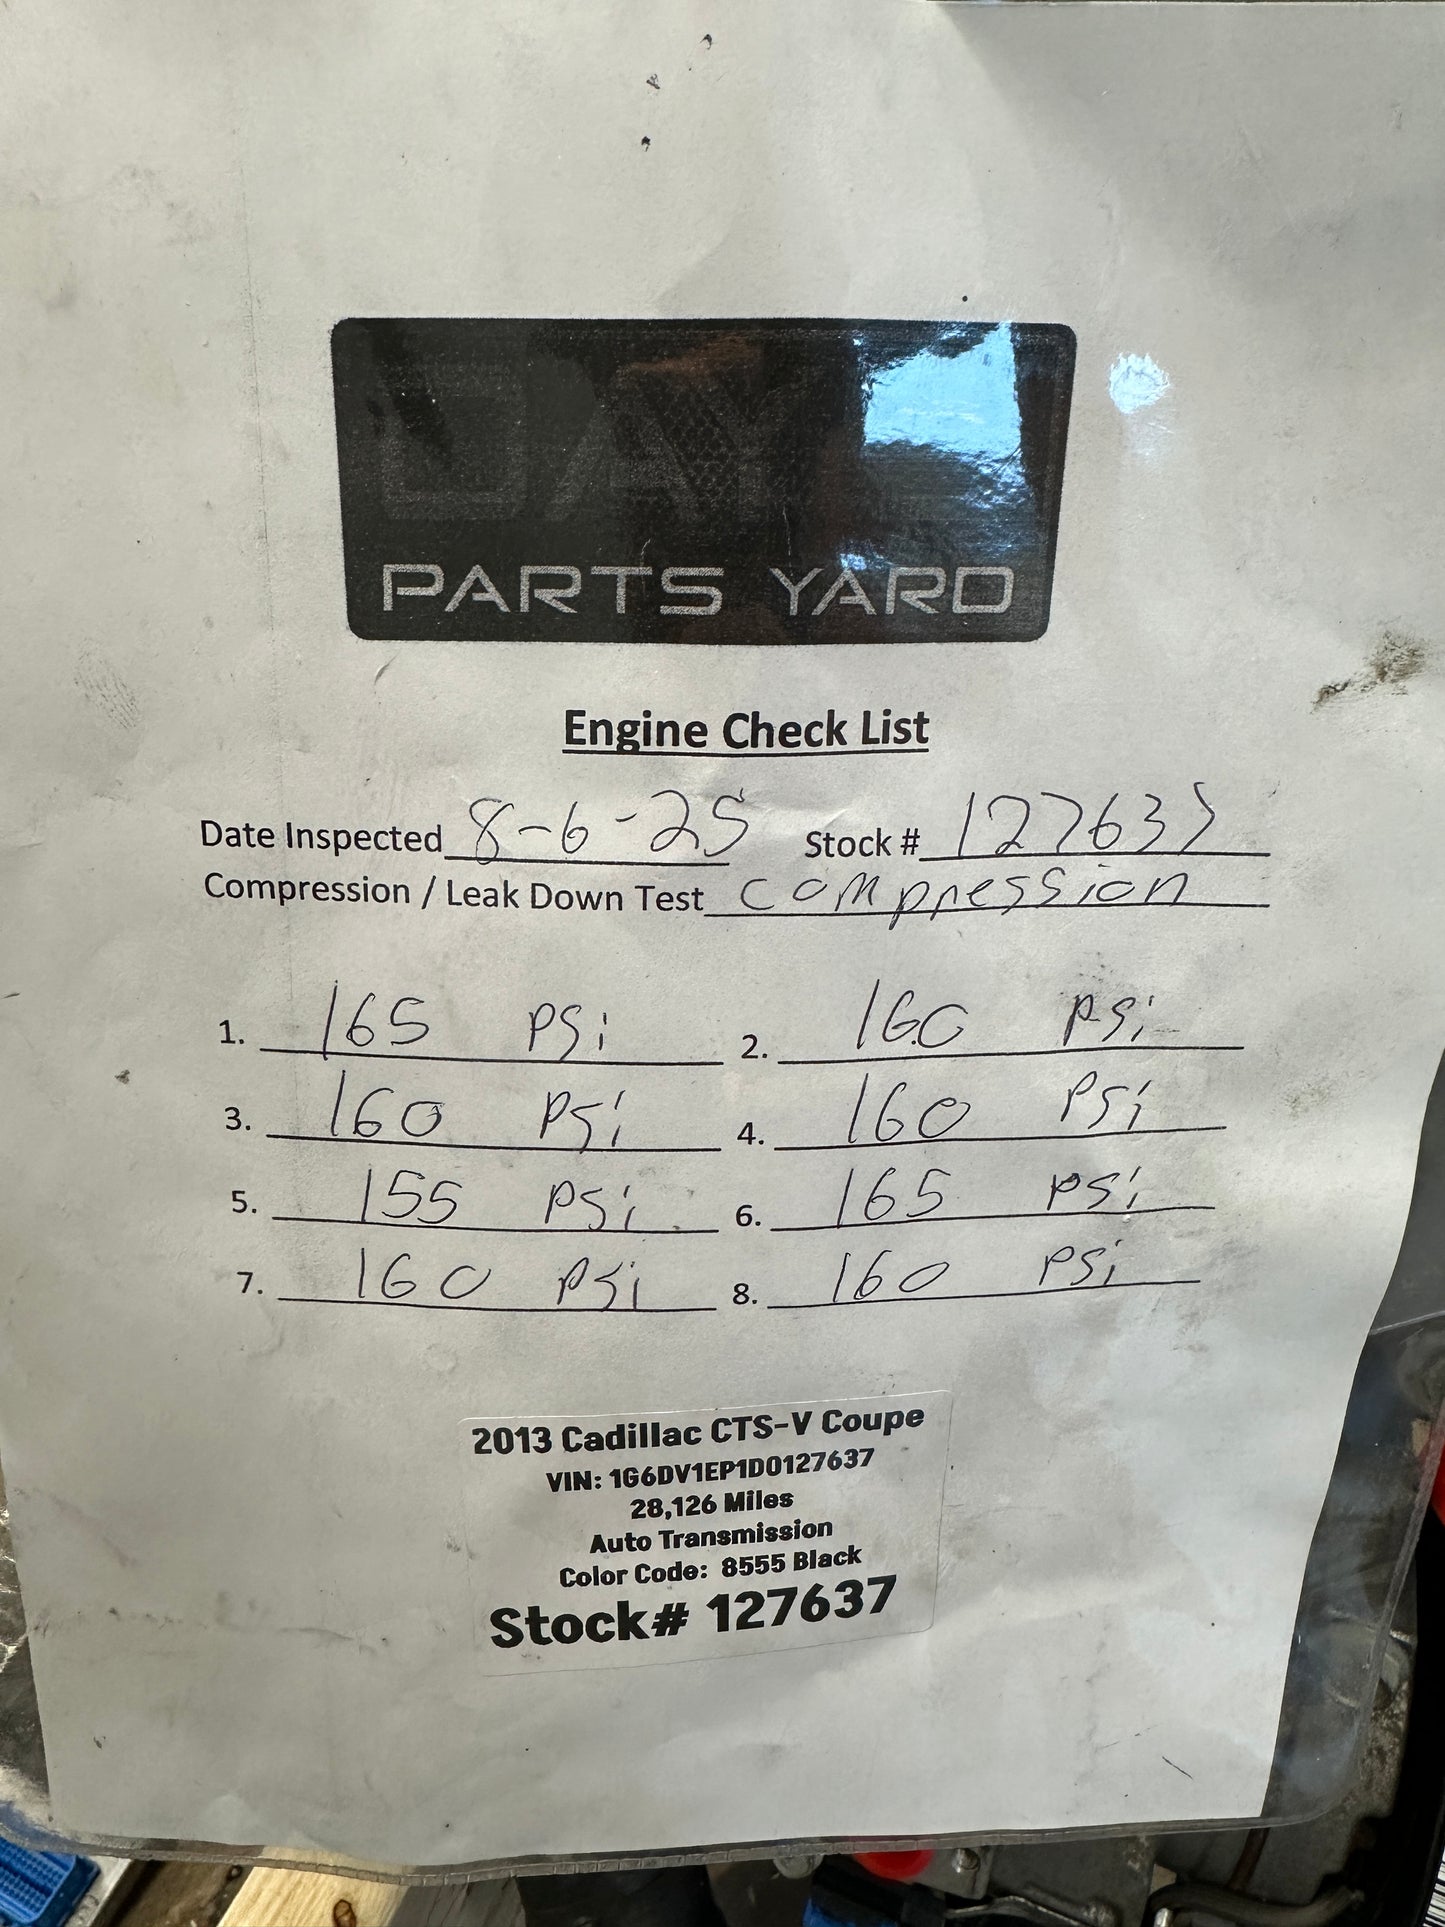 DAY
PARTS YARD
Engine Check List
Date Inspected 8-6-25 Stock # 127637
Compression / Leak Down Test compression
1. 165 PSi 2. 160 PSi
3. 160 PSi 4. 160 PSi
5. 155 PSi 6. 165 PSi
7. 160 PSi 8. 160 PSi
2013 Cadillac CTS-V Coupe
VIN: 1G6DV1EP1D0127637
28,126 Miles
Auto Transmission
Color Code: 8555 Black
Stock# 127637